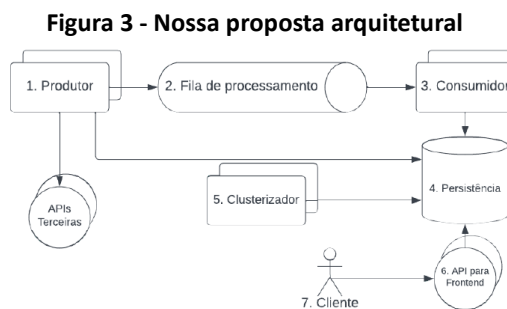 Figura 3 - Nossa proposta arquitetural
1. Produtor
2. Fila de processamento
3. Consumidor
APIs
Terceiras
5. Clusterizador
4. Persistência
6. API para
Frontend
7. Cliente